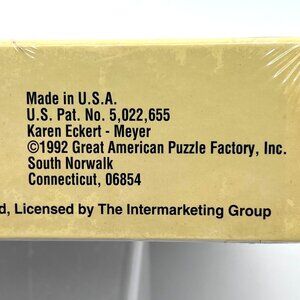 Made in U.S.A.
U.S. Pat. No. 5,022,655
Karen Eckert - Meyer
©1992 Great American Puzzle Factory, Inc.
South Norwalk
Connecticut, 06854
d, Licensed by The Intermarketing Group